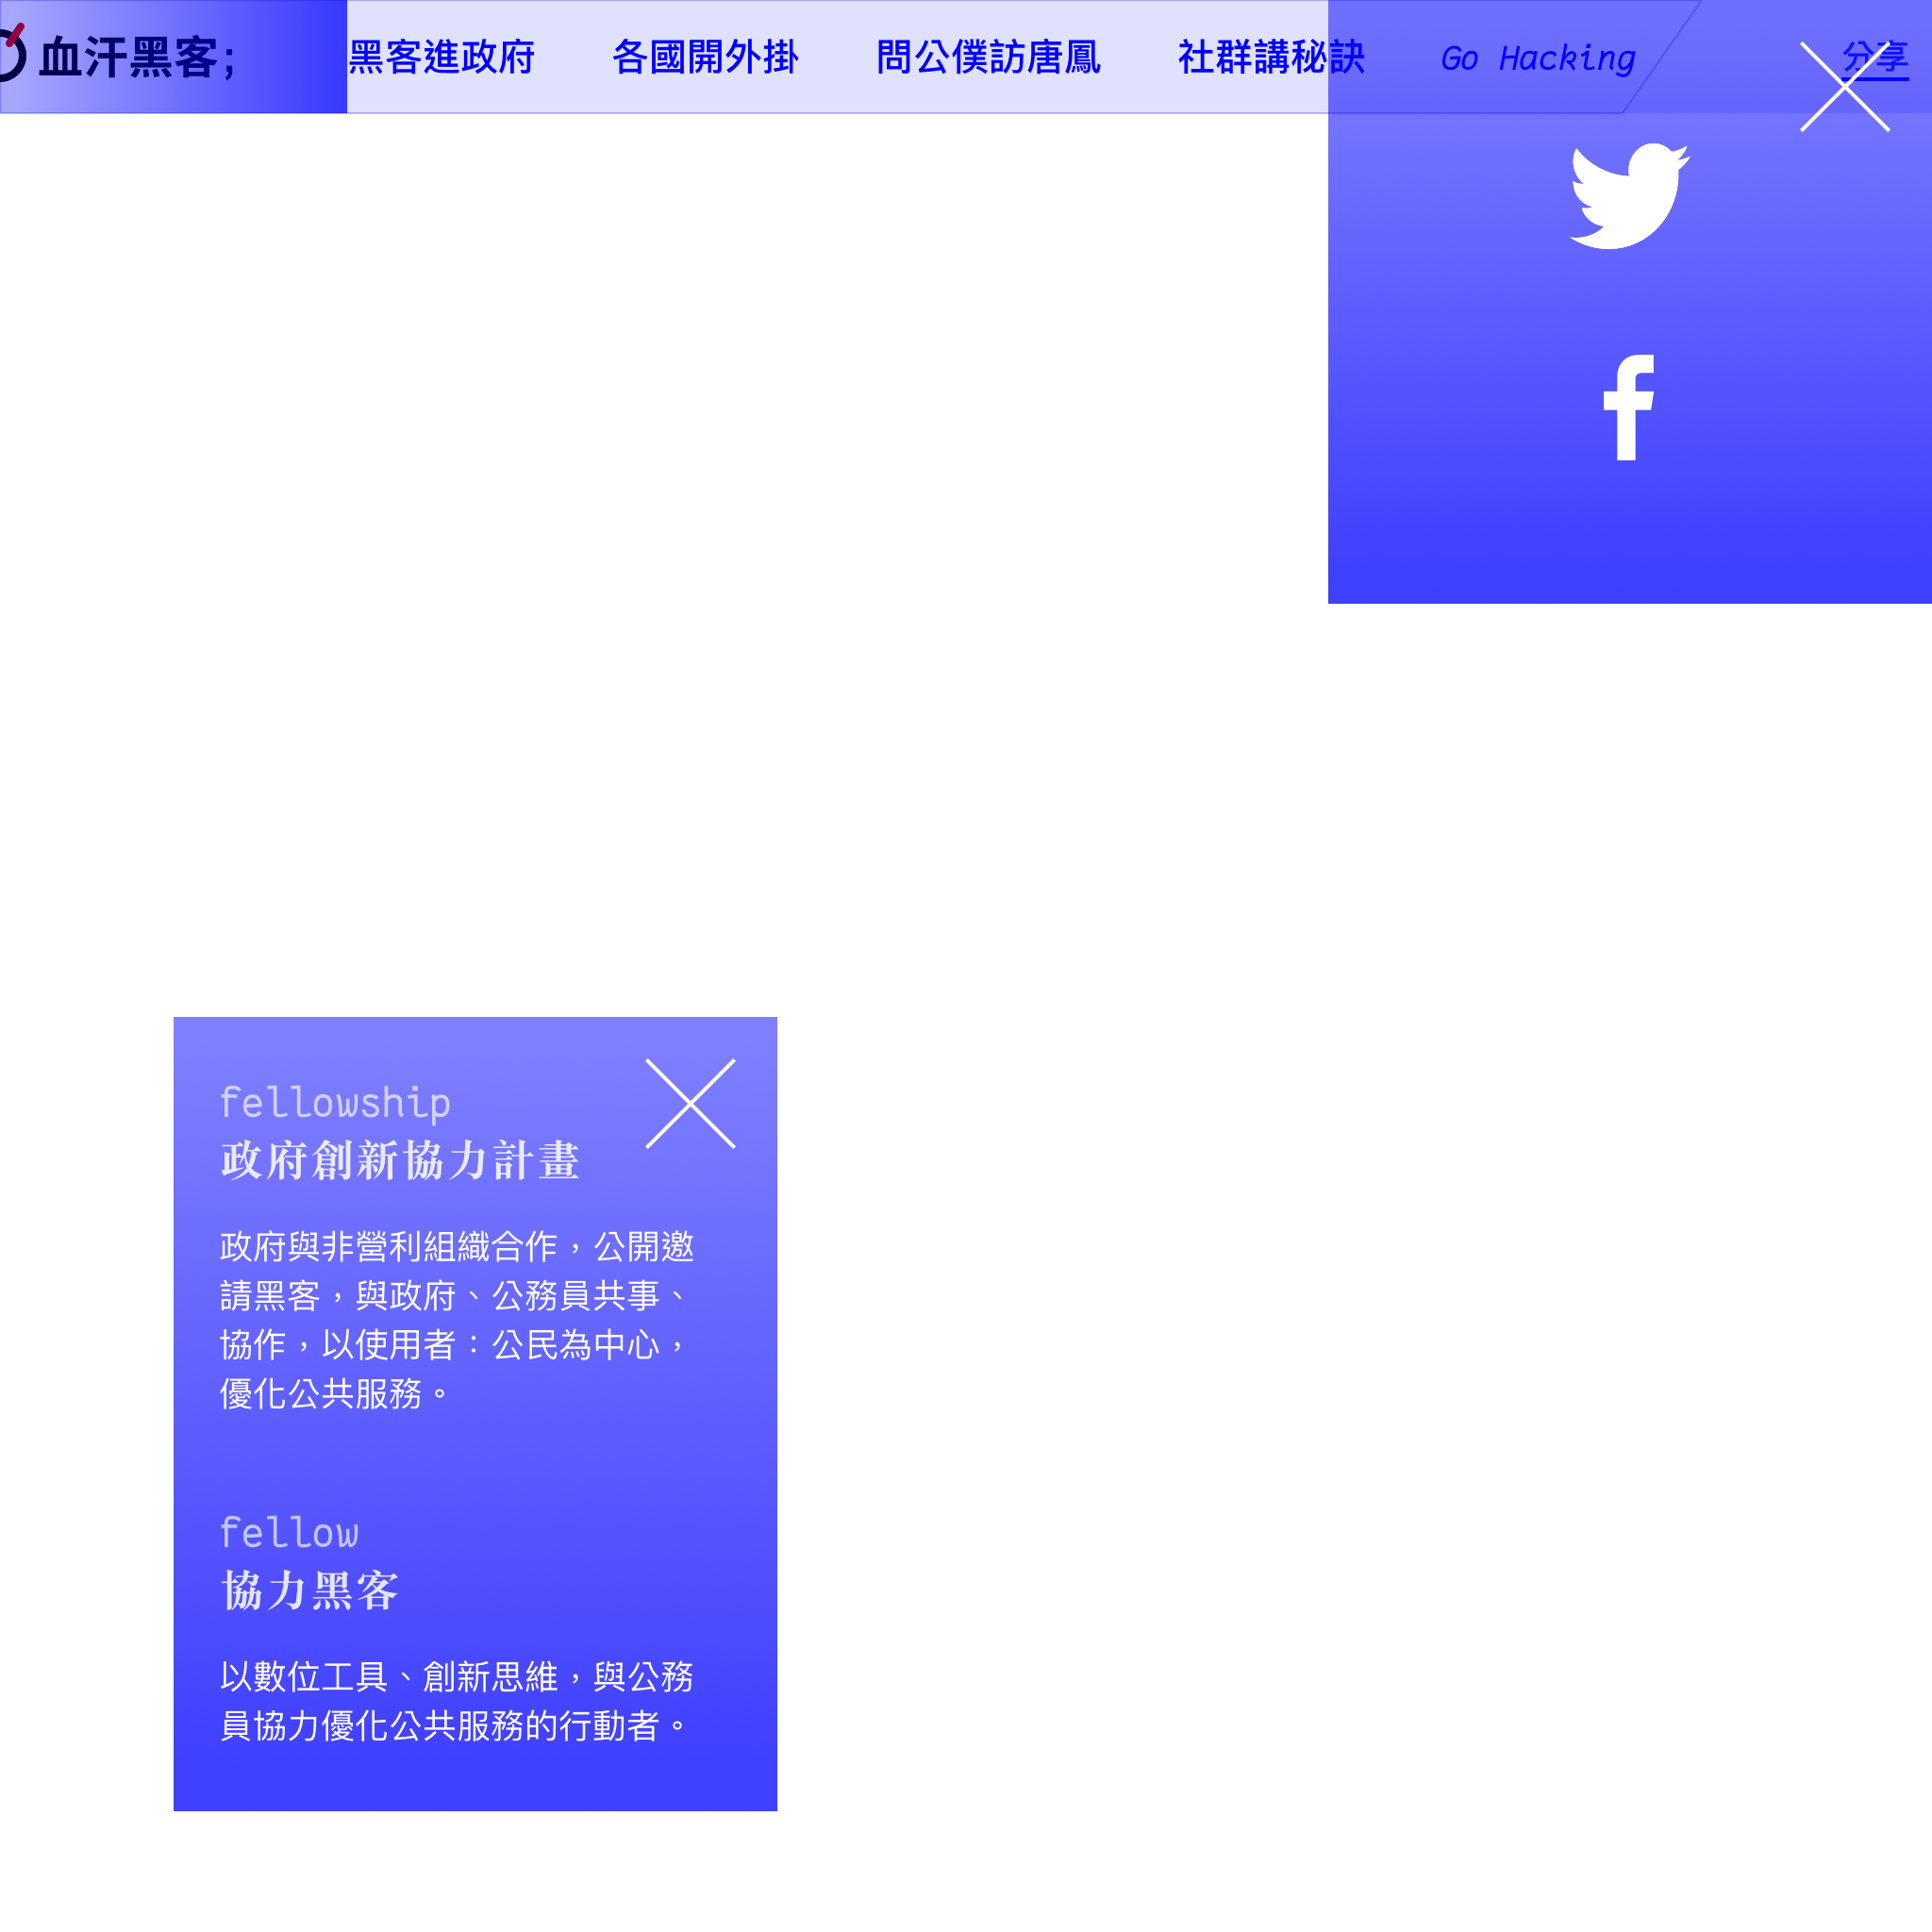 血汗黑客;
黑客進政府
各國開外掛
問公僕訪唐鳳
社群講秘訣
Go Hacking
分享
fellowship
政府創新協力計畫
政府與非營利組織合作，公開邀
請黑客，與政府、公務員共事、
協作，以使用者：公民為中心，
優化公共服務。
fellow
協力黑客
以數位工具、創新思維，與公務
員協力優化公共服務的行動者。